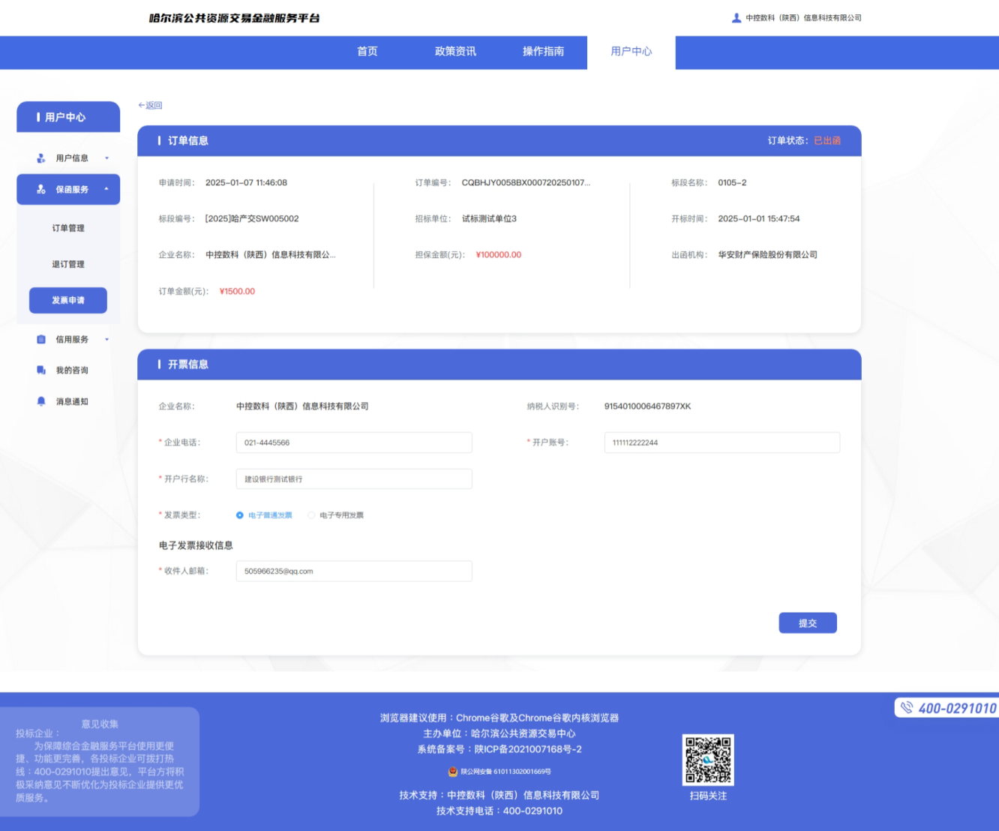 哈尔滨公共资源交易金融服务平台
中控数科（陕西）信息科技有限公司
首页
政策资讯
操作指南
用户中心
用户中心
用户信息
保函服务
订单管理
退订管理
发票申请
信用服务
我的咨询
消息通知
←返回
订单信息
订单状态：已出函
申请时间： 2025-01-07 11:46:08
订单编号： CQBHJY0058BX000720250107...
标段名称： 0105-2
标段编号： [2025]哈产交SW005002
招标单位： 试标测试单位3
开标时间： 2025-01-01 15:47:54
企业名称： 中控数科（陕西）信息科技有限公...
担保金额(元)： ¥100000.00
出函机构： 华安财产保险股份有限公司
订单金额(元)： ¥1500.00
开票信息
企业名称： 中控数科（陕西）信息科技有限公司
纳税人识别号： 9154010006467897XK
* 企业电话： 021-4445566
* 开户账号： 111112222244
* 开户行名称： 建设银行测试银行
* 发票类型： 电子普通发票 电子专用发票
电子发票接收信息
* 收件人邮箱： 505966235@qq.com
提交
意见收集
投标企业：
为保障综合金融服务平台使用更便
捷、功能更完善，各投标企业可拨打热
线：400-0291010提出意见，平台方将积
极采纳意见不断优化为投标企业提供更优
质服务。
浏览器建议使用：Chrome谷歌及Chrome谷歌内核浏览器
主办单位：哈尔滨公共资源交易中心
系统备案号：陕ICP备2021007168号-2
陕公网安备 61011302001669号
技术支持：中控数科（陕西）信息科技有限公司
技术支持电话：400-0291010
扫码关注
400-0291010